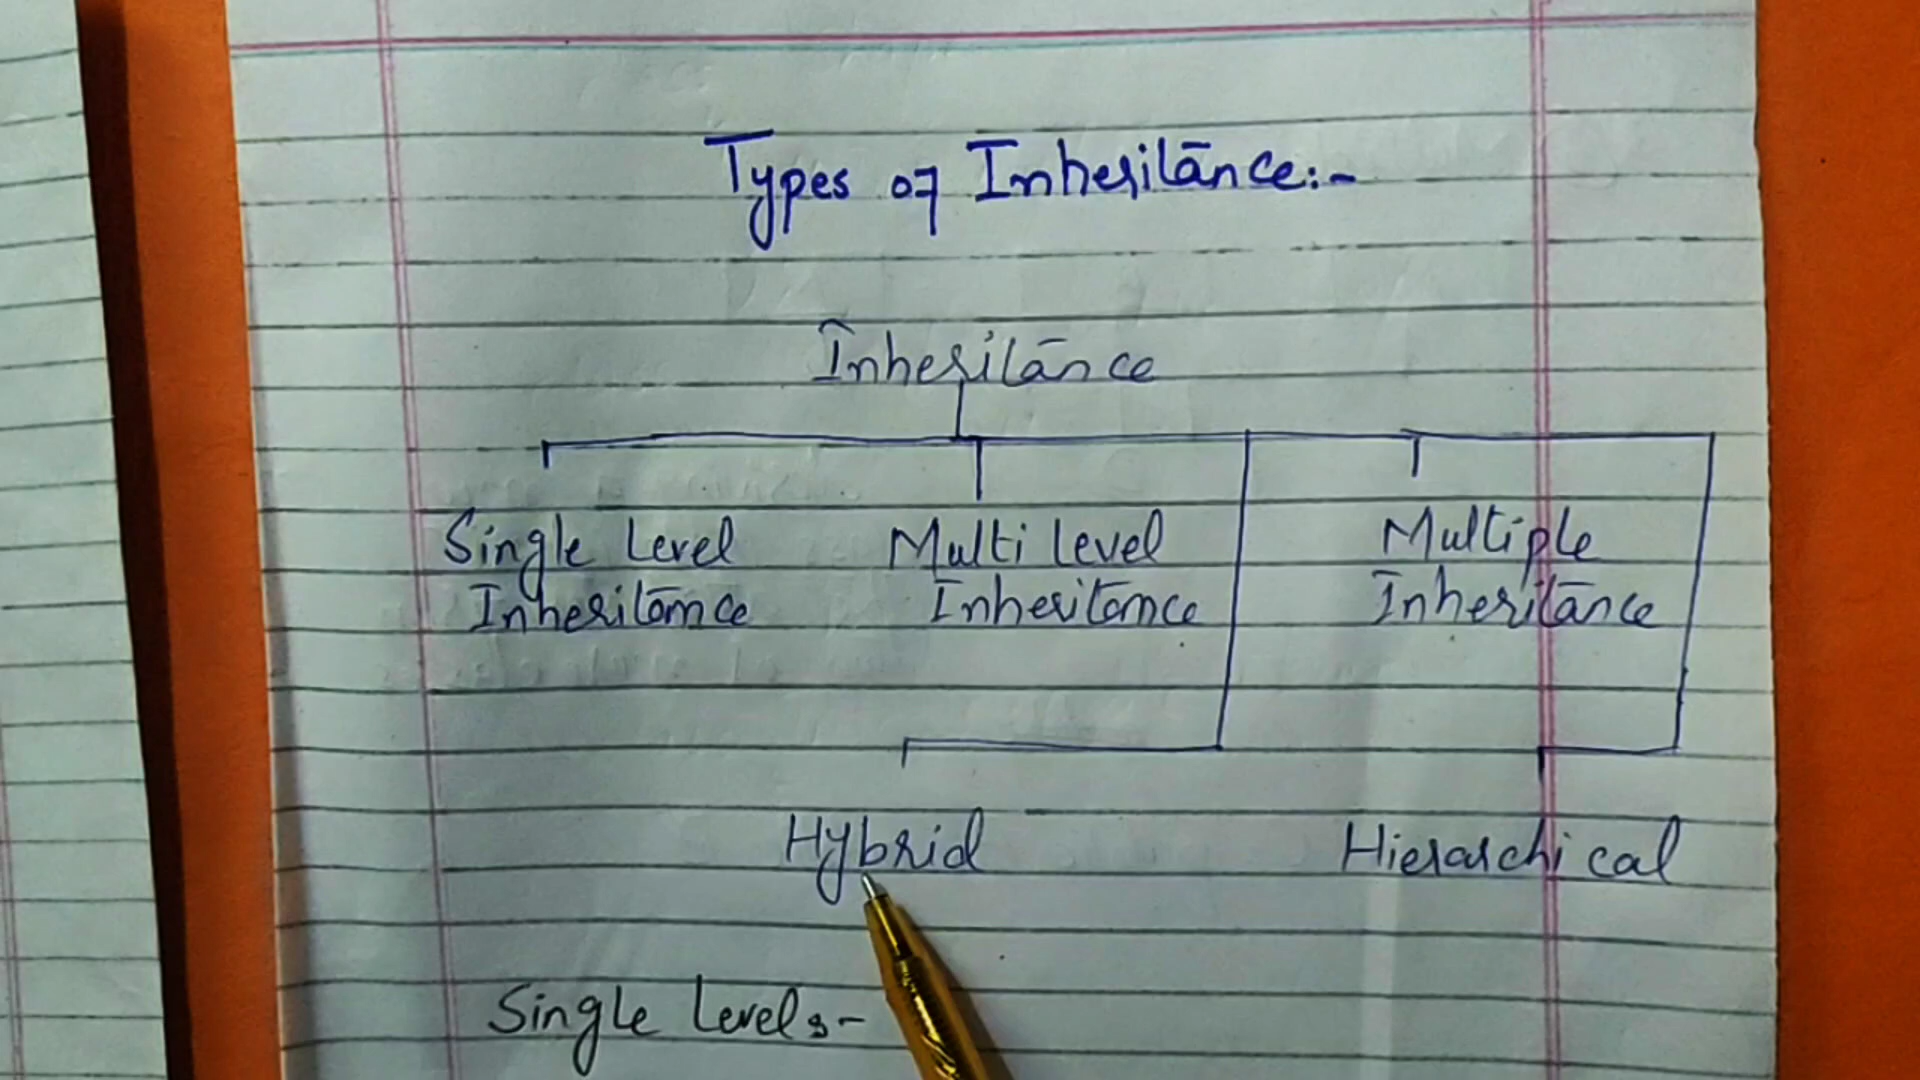 Types of Inheritance:-
Inheritance
Single Level
Inheritance
Multi Level
Inheritance
Multiple
Inheritance
Hybrid
Hierarchical
Single Level:-